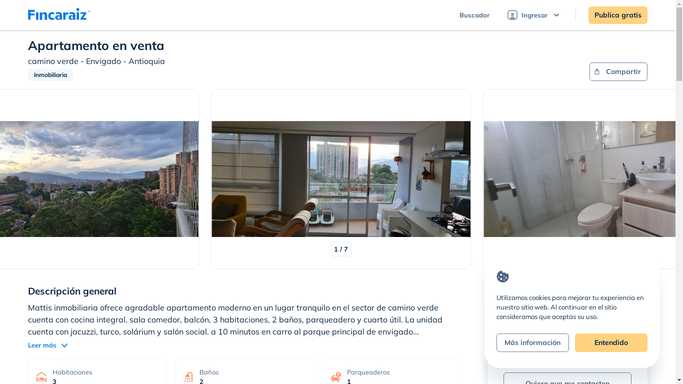 Fincaraiz
Buscador
Ingresar
Publica gratis
Apartamento en venta
camino verde - Envigado - Antioquia
Inmobiliaria
Compartir
1 / 7
Descripción general
Mattis inmobiliaria ofrece agradable apartamento moderno en un lugar tranquilo en el sector de camino verde
cuenta con cocina integral, sala comedor, balcón, 3 habitaciones, 2 baños, parqueadero y cuarto útil. La unidad
cuenta con jacuzzi, turco, solárium y salón social. a 10 minutos en carro al parque principal de envigado...
Leer más
Habitaciones
3
Baños
2
Parqueaderos
1
Utilizamos cookies para mejorar tu experiencia en
nuestro sitio web. Al continuar en el sitio
consideramos que aceptas su uso.
Más información
Entendido
Quiero que me contacten